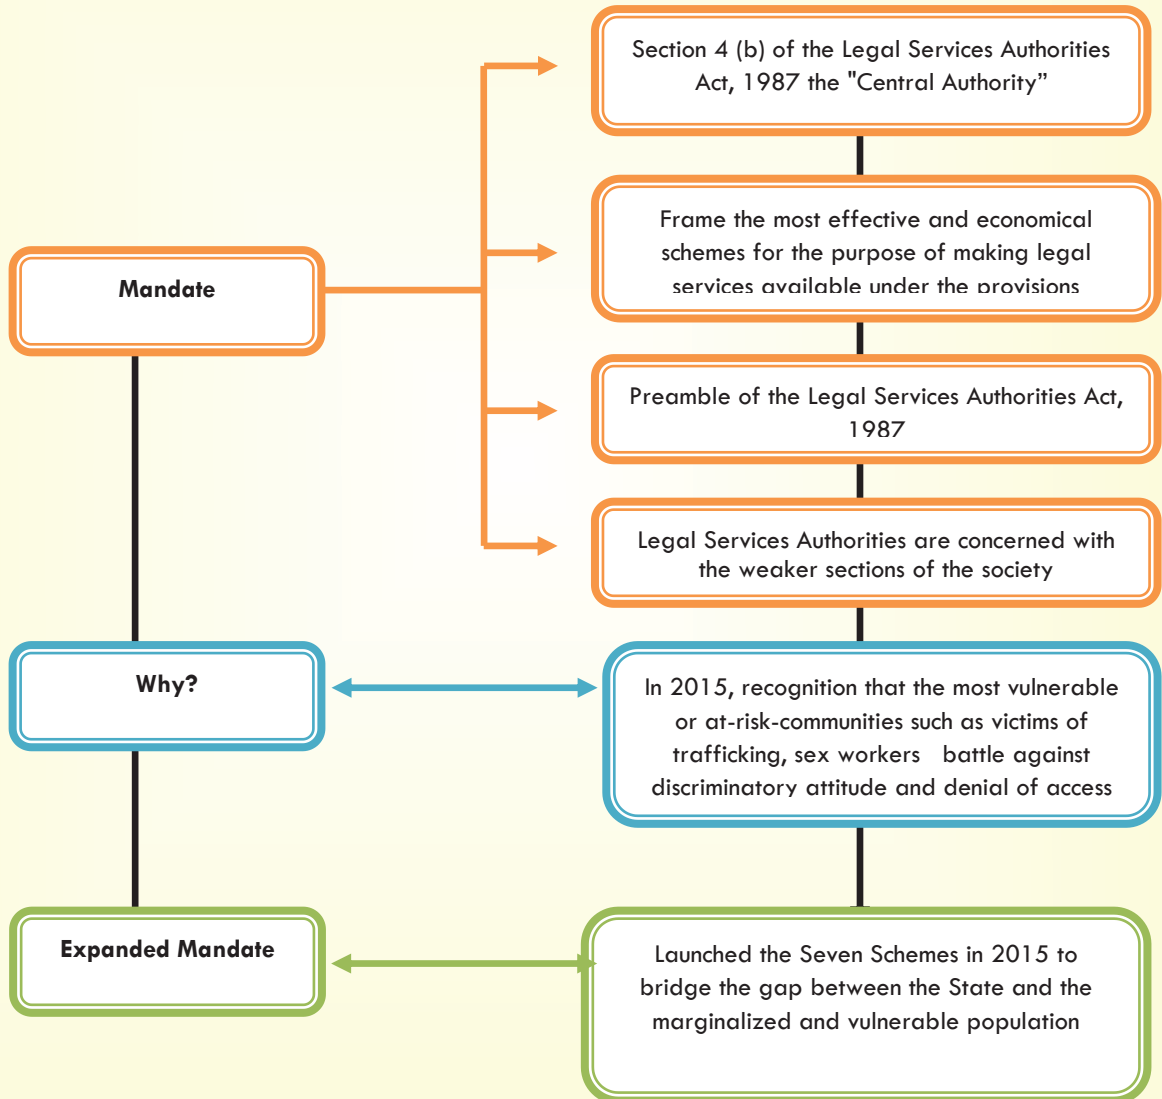 Section 4 (b) of the Legal Services Authorities
Act, 1987 the "Central Authority”
Frame the most effective and economical
schemes for the purpose of making legal
services available under the provisions
Mandate
Preamble of the Legal Services Authorities Act,
1987
Legal Services Authorities are concerned with
the weaker sections of the society
Why?
In 2015, recognition that the most vulnerable
or at-risk-communities such as victims of
trafficking, sex workers battle against
discriminatory attitude and denial of access
Expanded Mandate
Launched the Seven Schemes in 2015 to
bridge the gap between the State and the
marginalized and vulnerable population